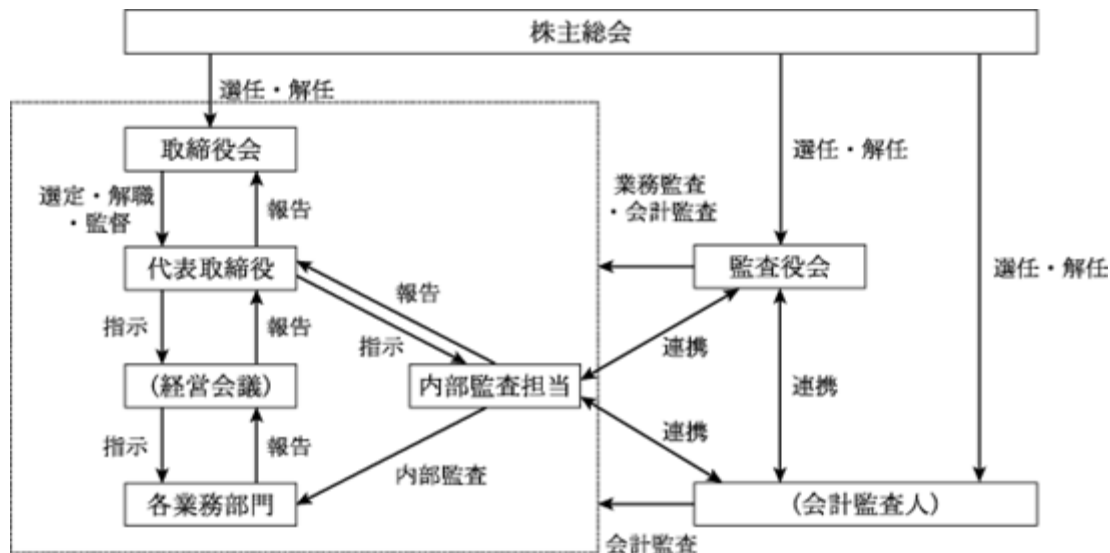 株主総会
選任・解任
取締役会
選任・解任
業務監査
・会計監査
選定・解職
・監督
報告
代表取締役
監査役会
選任・解任
報告
指示
報告
指示
連携
(経営会議)
内部監査担当
連携
指示
報告
連携
内部監査
各業務部門
(会計監査人)
会計監査